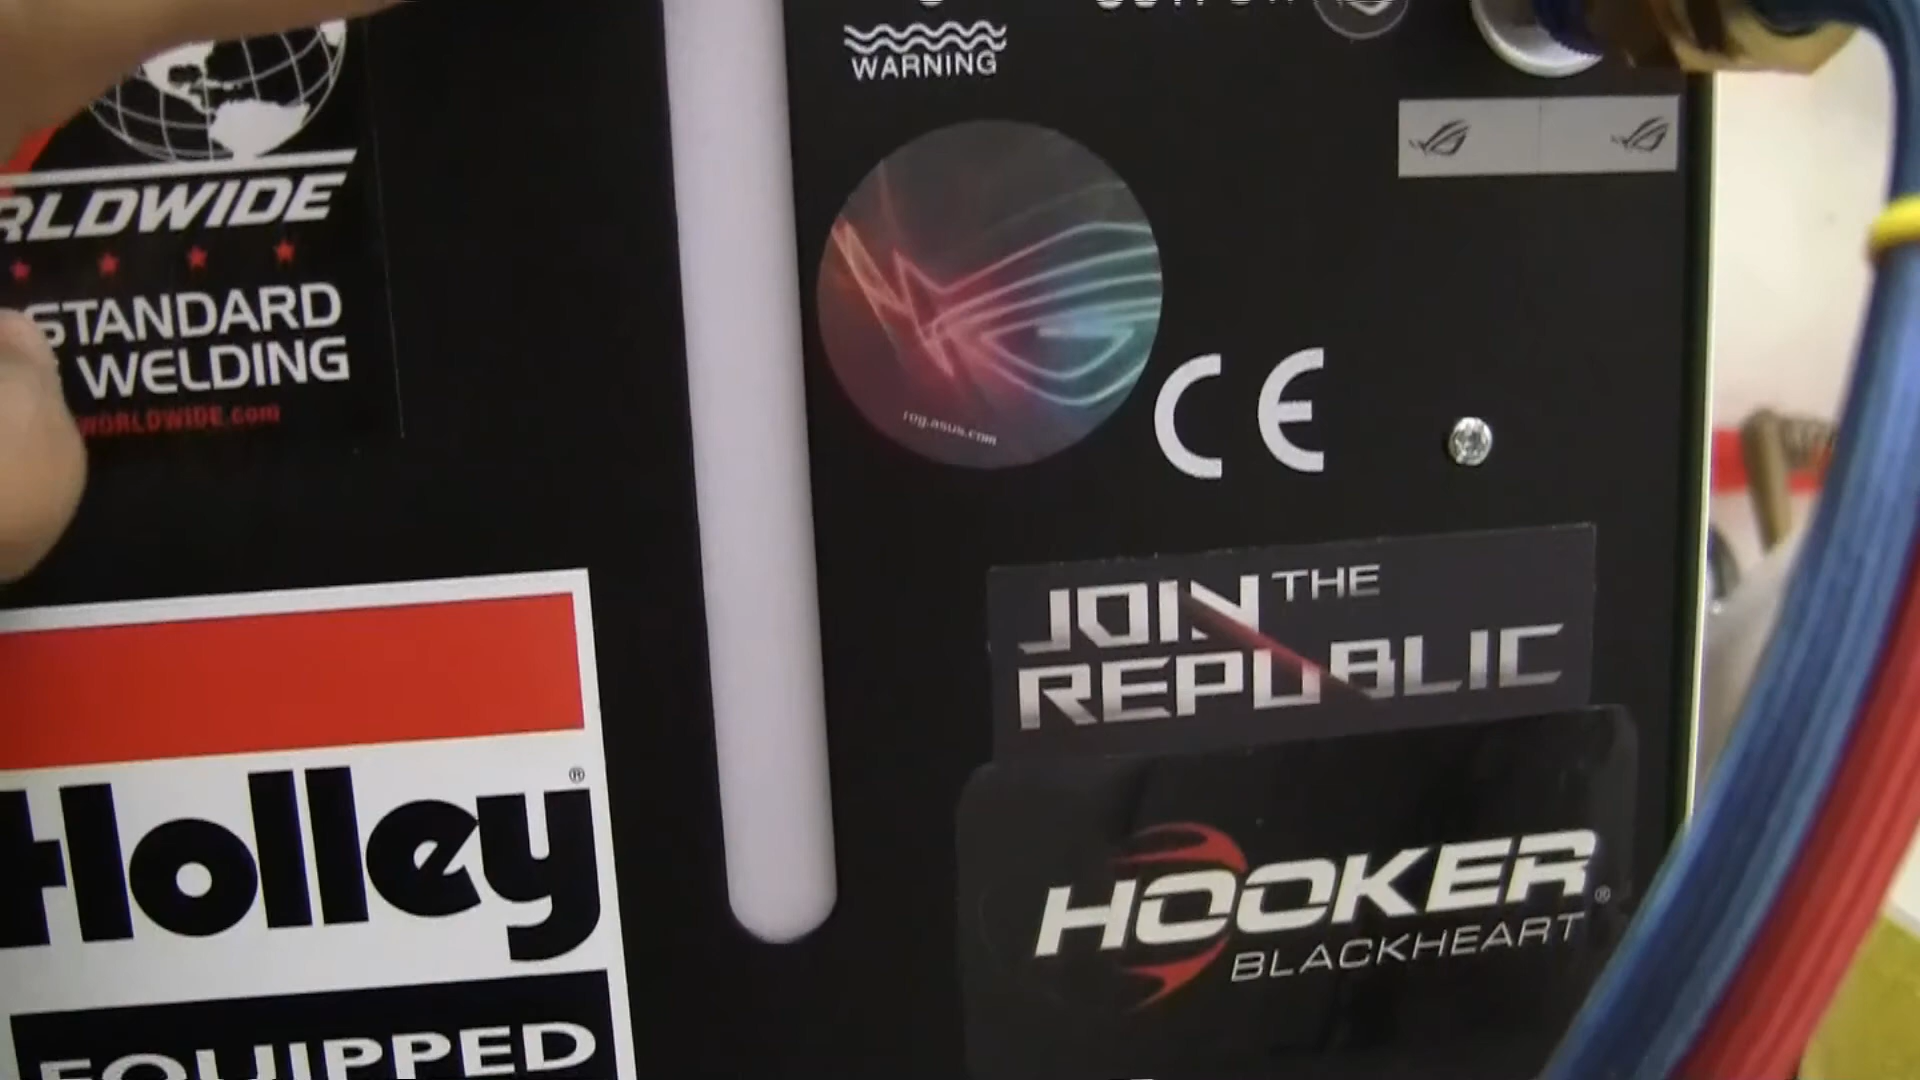 WARNING
RLDWIDE
STANDARD
WELDING
WORLDWIDE.com
rog.asus.com
CE
JOIN THE
REPUBLIC
Holley®
EQUIPPED
HOOKER®
BLACKHEART